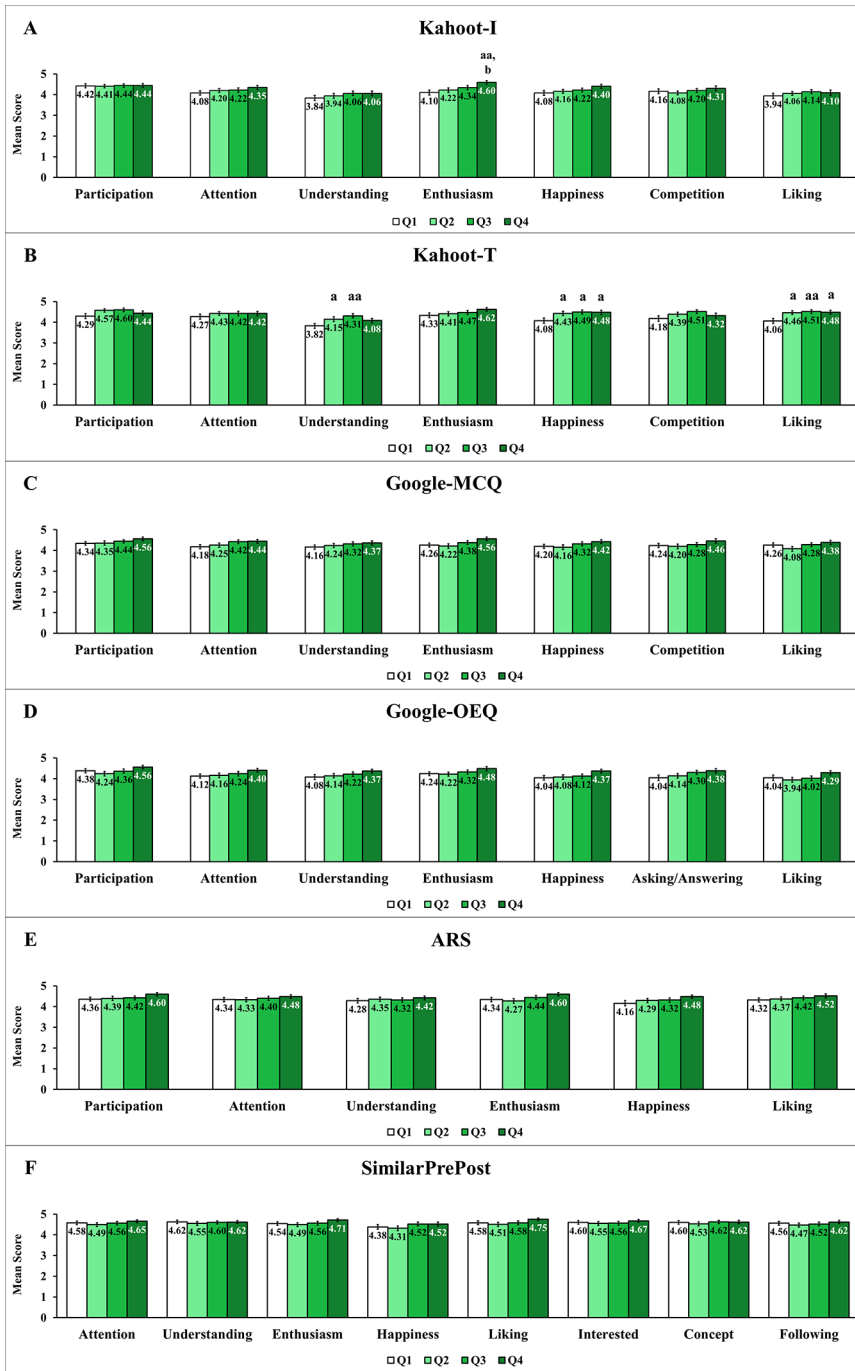 A Kahoot-I
aa,
b
Mean Score
5
4
3
2
1
0
4.42 4.41 4.44 4.44 4.08 4.20 4.22 4.35 3.84 3.94 4.06 4.06 4.10 4.22 4.34 4.60 4.08 4.16 4.22 4.40 4.16 4.08 4.20 4.31 3.94 4.06 4.14 4.10
Participation Attention Understanding Enthusiasm Happiness Competition Liking
Q1 Q2 Q3 Q4
B Kahoot-T
a aa a a a a aa a
Mean Score
5
4
3
2
1
0
4.29 4.57 4.60 4.44 4.27 4.43 4.42 4.42 3.82 4.15 4.31 4.08 4.33 4.41 4.47 4.62 4.08 4.43 4.49 4.48 4.18 4.39 4.51 4.32 4.06 4.46 4.51 4.48
Participation Attention Understanding Enthusiasm Happiness Competition Liking
Q1 Q2 Q3 Q4
C Google-MCQ
Mean Score
5
4
3
2
1
0
4.34 4.35 4.44 4.56 4.18 4.25 4.42 4.44 4.16 4.24 4.32 4.37 4.26 4.22 4.38 4.56 4.20 4.16 4.32 4.42 4.24 4.20 4.28 4.46 4.26 4.08 4.28 4.38
Participation Attention Understanding Enthusiasm Happiness Competition Liking
Q1 Q2 Q3 Q4
D Google-OEQ
Mean Score
5
4
3
2
1
0
4.38 4.24 4.36 4.56 4.12 4.16 4.24 4.40 4.08 4.14 4.22 4.37 4.24 4.22 4.32 4.48 4.04 4.08 4.12 4.37 4.04 4.14 4.30 4.38 4.04 3.94 4.02 4.29
Participation Attention Understanding Enthusiasm Happiness Asking/Answering Liking
Q1 Q2 Q3 Q4
E ARS
Mean Score
5
4
3
2
1
0
4.36 4.39 4.42 4.60 4.34 4.33 4.40 4.48 4.28 4.35 4.32 4.42 4.34 4.27 4.44 4.60 4.16 4.29 4.32 4.48 4.32 4.37 4.42 4.52
Participation Attention Understanding Enthusiasm Happiness Liking
Q1 Q2 Q3 Q4
F SimilarPrePost
Mean Score
5
4
3
2
1
0
4.58 4.49 4.56 4.65 4.62 4.55 4.60 4.62 4.54 4.49 4.56 4.71 4.38 4.31 4.52 4.52 4.58 4.51 4.58 4.75 4.60 4.55 4.56 4.67 4.60 4.53 4.62 4.62 4.56 4.47 4.52 4.62
Attention Understanding Enthusiasm Happiness Liking Interested Concept Following
Q1 Q2 Q3 Q4